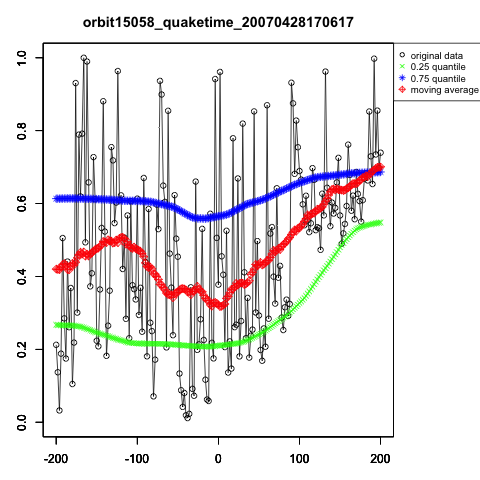 orbit15058_quaketime_20070428170617
original data
0.25 quantile
0.75 quantile
moving average
1.0
0.8
0.6
0.4
0.2
0.0
-200 -100 0 100 200